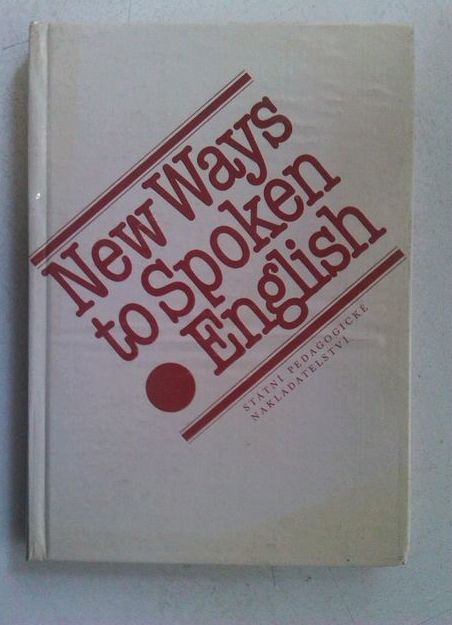 New Ways
to Spoken
English
STÁTNÍ PEDAGOGICKÉ
NAKLADATELSTVÍ